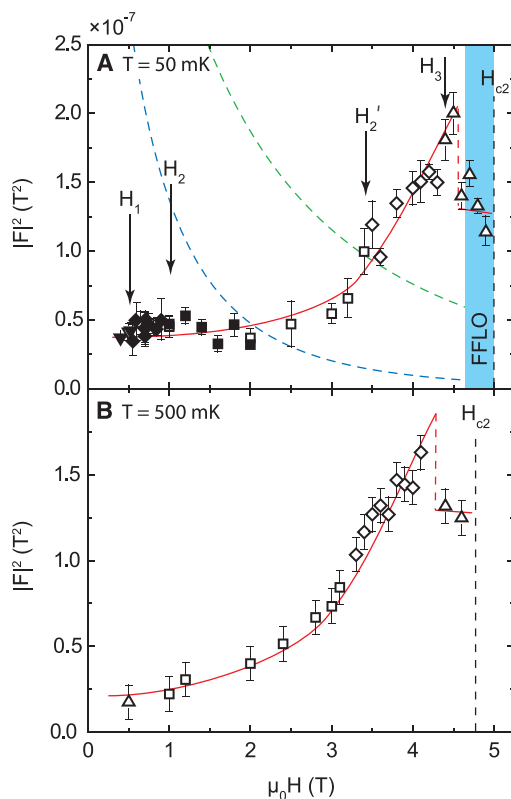 ×10⁻⁷
2.5
A T = 50 mK
H₃
H_c2
H₂′
2.0
H₂
H₁
1.5
|F|² (T²)
1.0
0.5
FFLO
0.0
B T = 500 mK
H_c2
1.5
|F|² (T²)
1.0
0.5
0.0
0 1 2 3 4 5
μ₀H (T)